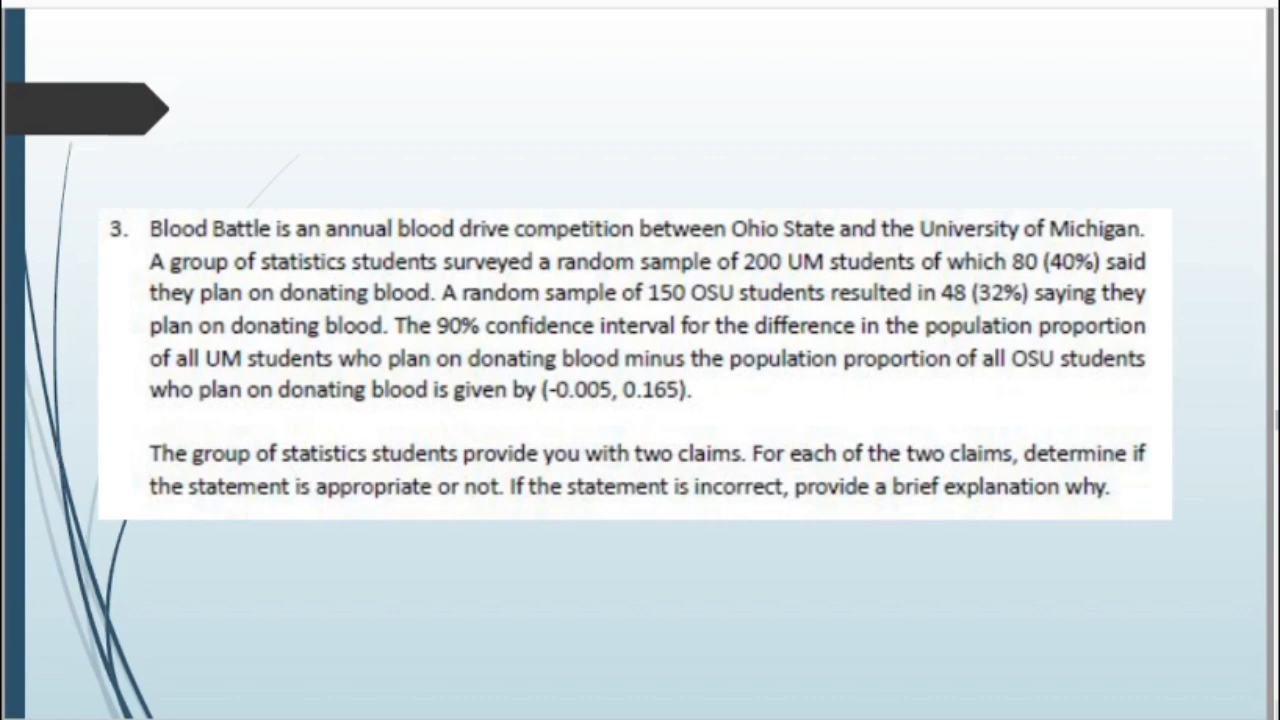 3. Blood Battle is an annual blood drive competition between Ohio State and the University of Michigan.
A group of statistics students surveyed a random sample of 200 UM students of which 80 (40%) said
they plan on donating blood. A random sample of 150 OSU students resulted in 48 (32%) saying they
plan on donating blood. The 90% confidence interval for the difference in the population proportion
of all UM students who plan on donating blood minus the population proportion of all OSU students
who plan on donating blood is given by (-0.005, 0.165).
The group of statistics students provide you with two claims. For each of the two claims, determine if
the statement is appropriate or not. If the statement is incorrect, provide a brief explanation why.